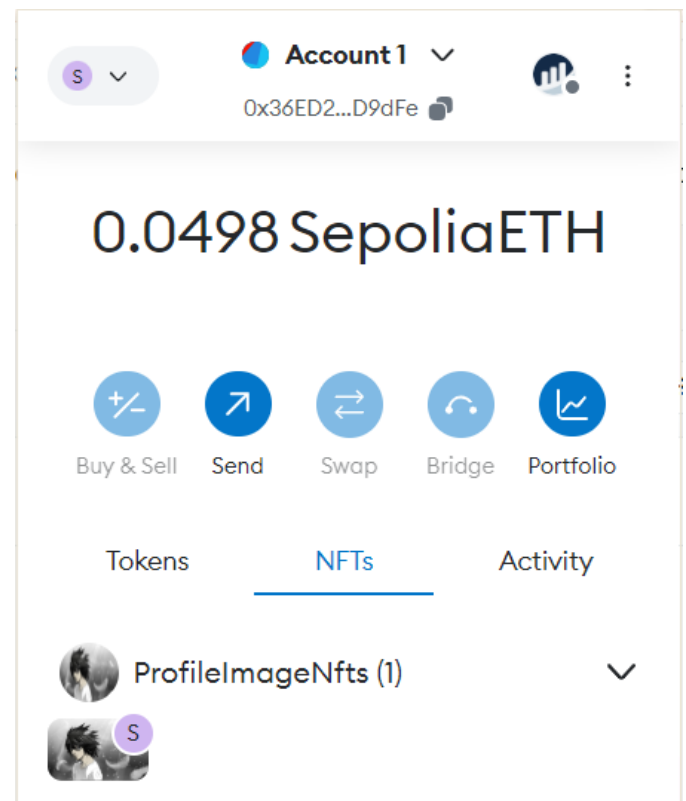 S
Account 1
0x36ED2...D9dFe
0.0498 SepoliaETH
Buy & Sell Send Swap Bridge Portfolio
Tokens NFTs Activity
ProfileImageNfts (1)
S